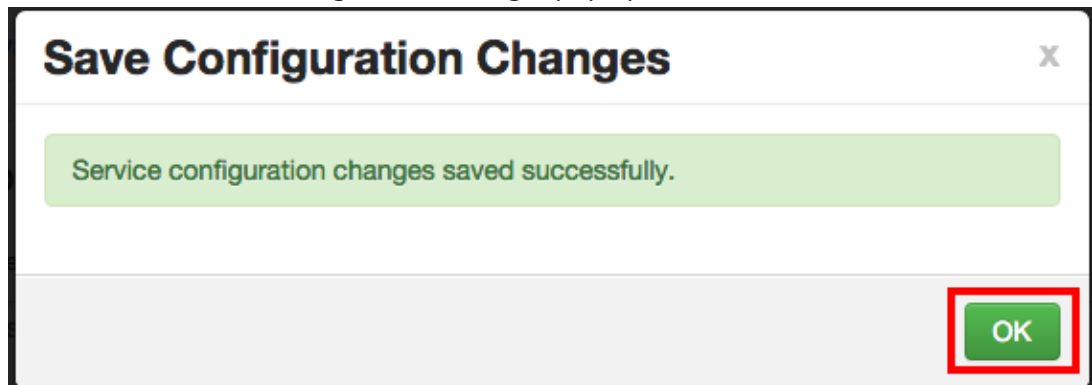 Save Configuration Changes
x
Service configuration changes saved successfully.
OK